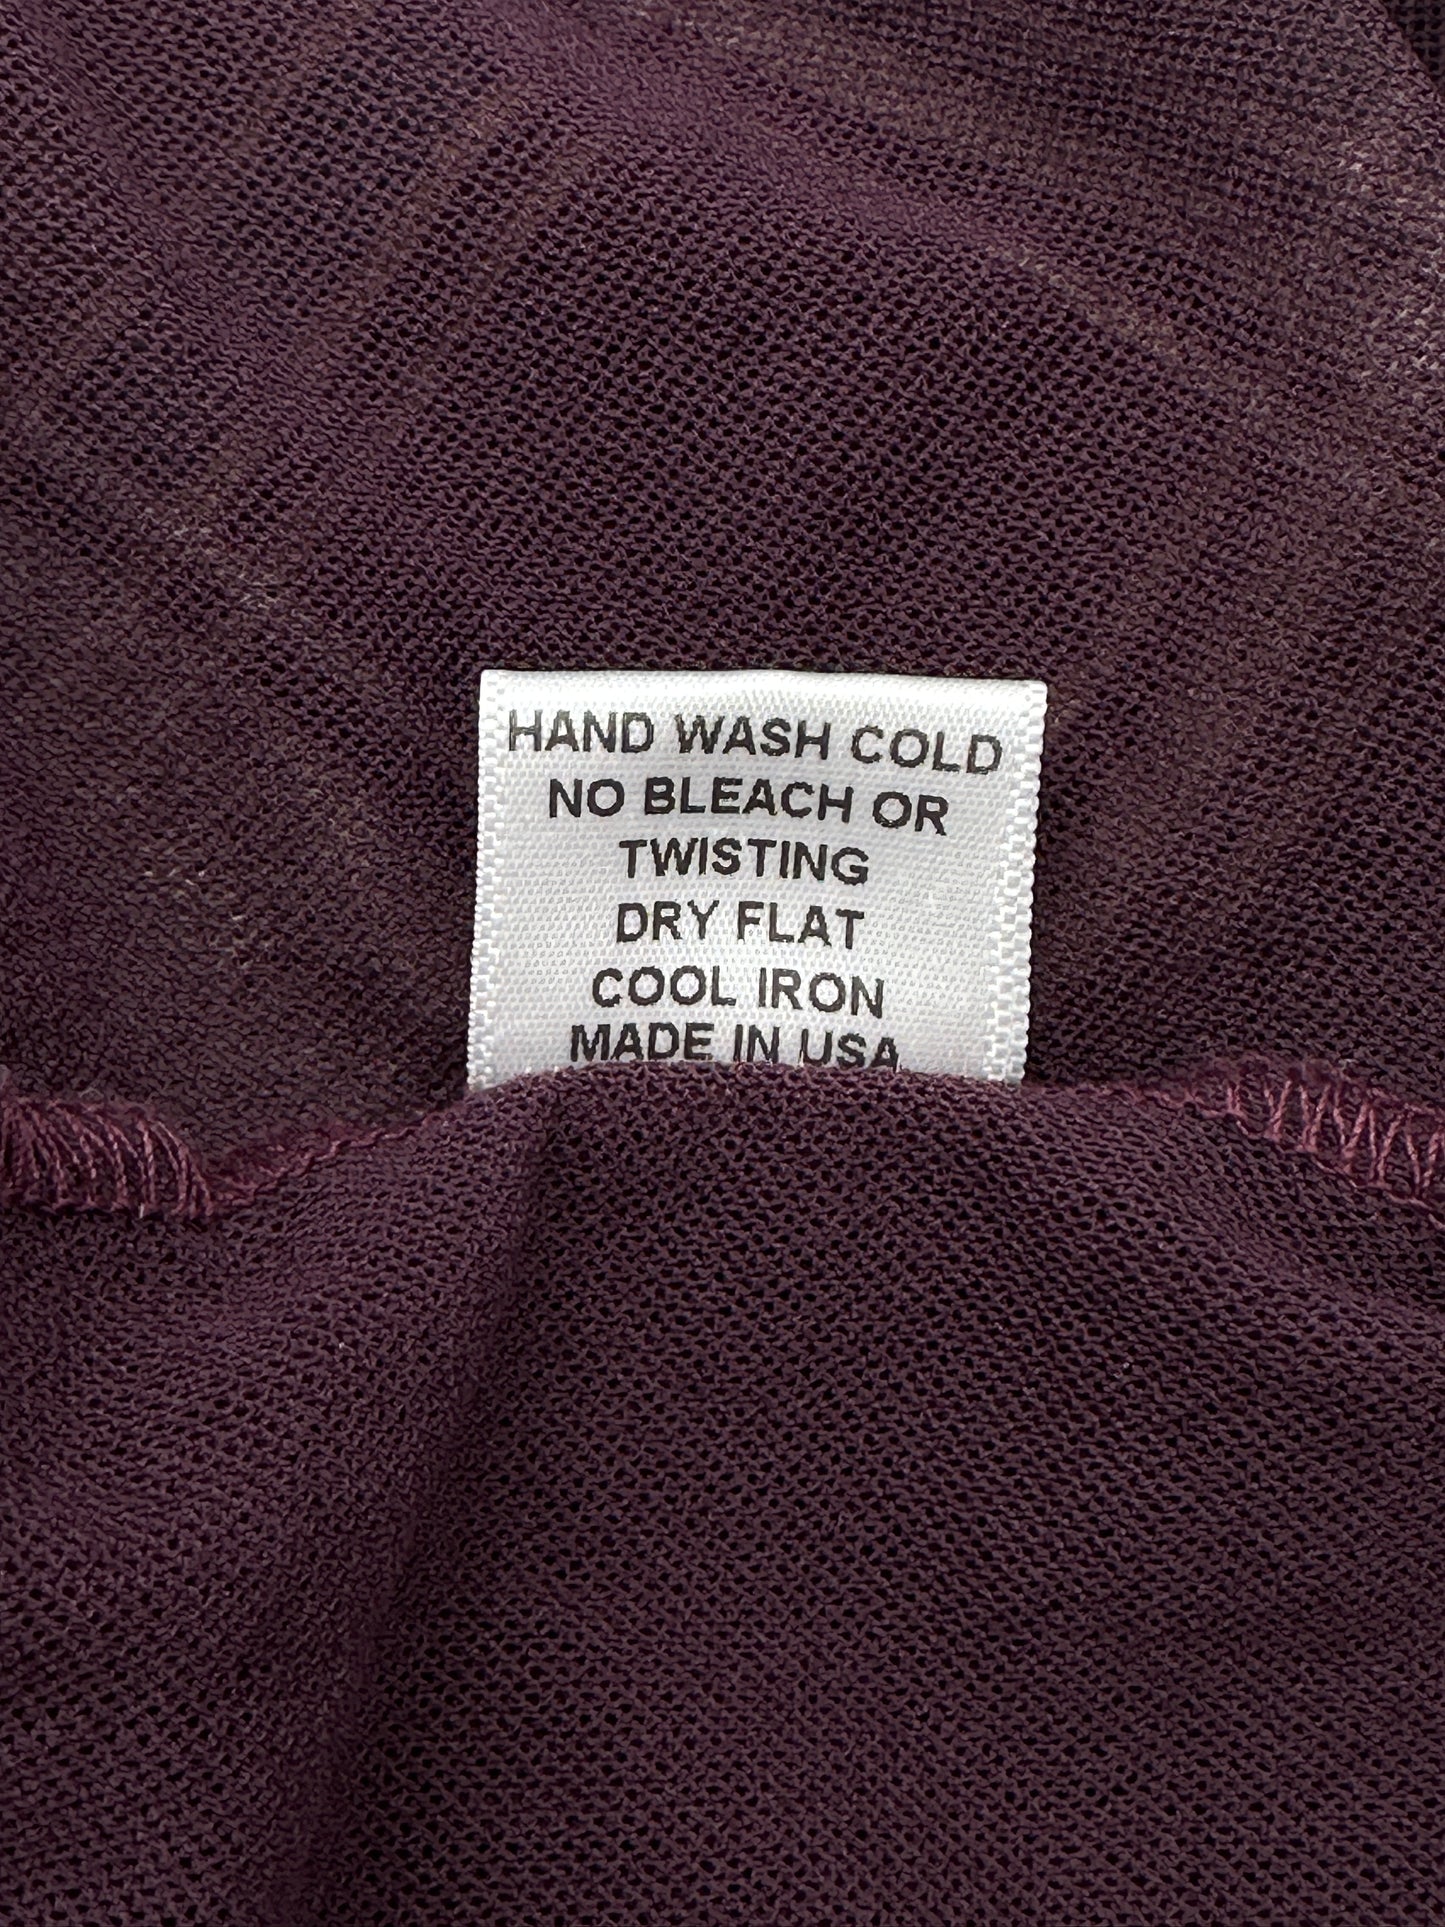 HAND WASH COLD
NO BLEACH OR
TWISTING
DRY FLAT
COOL IRON
MADE IN USA